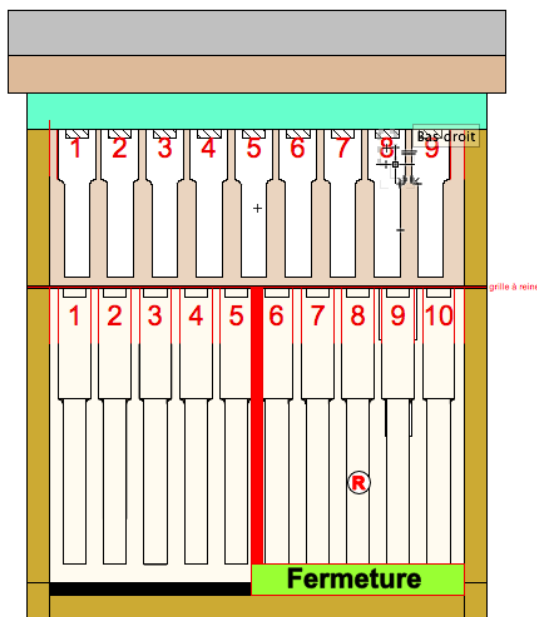 1 2 3 4 5 6 7 8 9
Bas droit
grille à reine
1 2 3 4 5 6 7 8 9 10
R
Fermeture